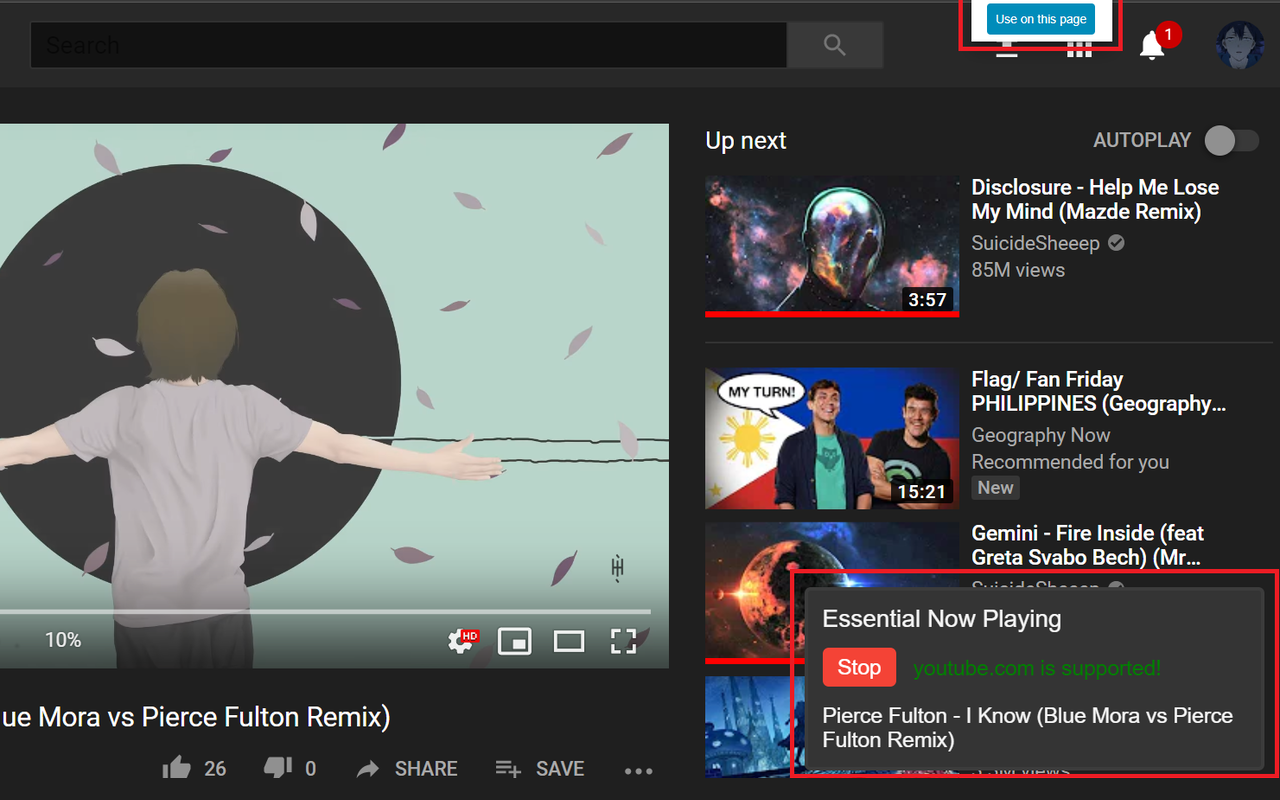 Use on this page
Search
1
Up next
AUTOPLAY
Disclosure - Help Me Lose
My Mind (Mazde Remix)
SuicideSheeep
85M views
3:57
MY TURN!
Flag/ Fan Friday
PHILIPPINES (Geography...
Geography Now
Recommended for you
New
15:21
Gemini - Fire Inside (feat
Greta Svabo Bech) (Mr...
SuicideSheeep
Essential Now Playing
Stop
youtube.com is supported!
Pierce Fulton - I Know (Blue Mora vs Pierce
Fulton Remix)
views
10%
HD
ue Mora vs Pierce Fulton Remix)
26
0
SHARE
SAVE